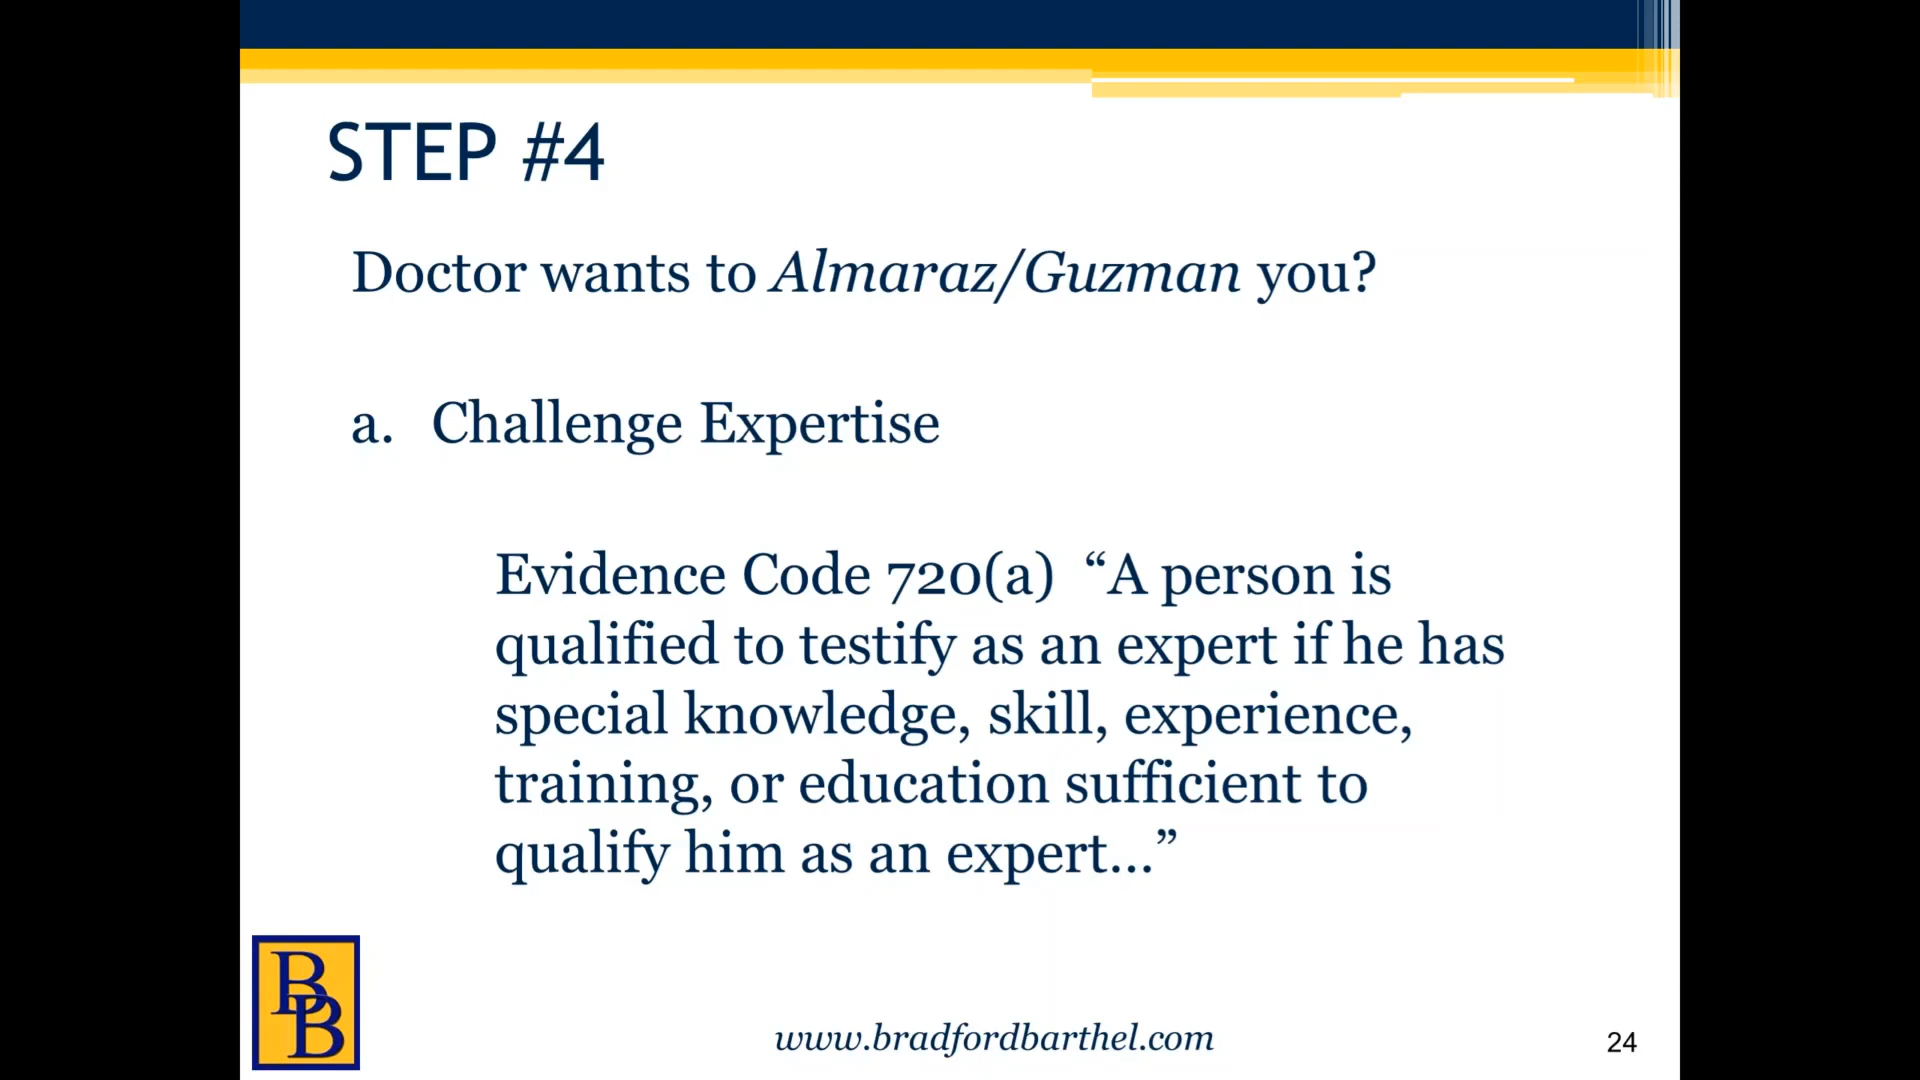 STEP #4
Doctor wants to Almaraz/Guzman you?
a. Challenge Expertise
Evidence Code 720(a) “A person is
qualified to testify as an expert if he has
special knowledge, skill, experience,
training, or education sufficient to
qualify him as an expert…”
BB
www.bradfordbarthel.com
24